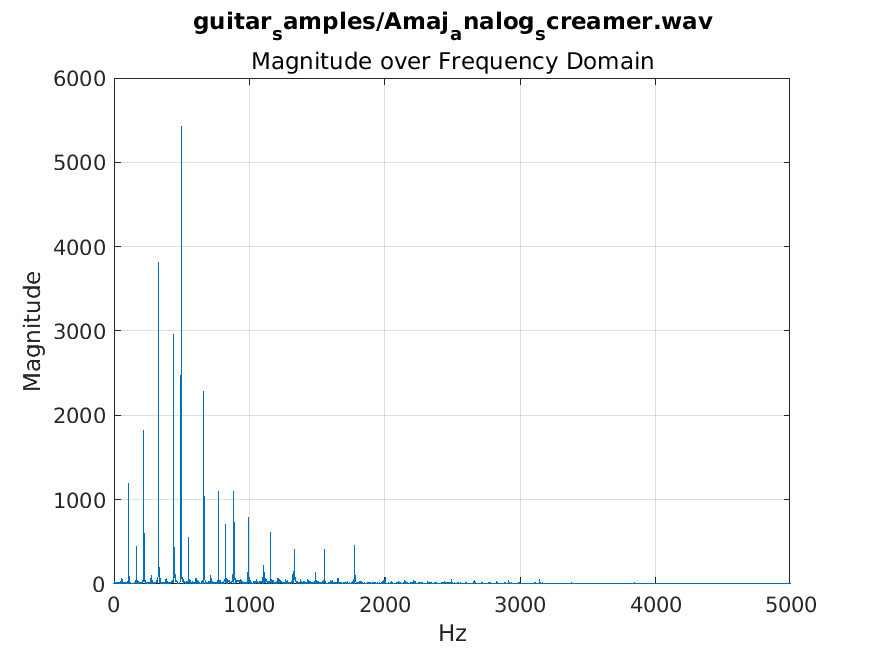 guitar_samples/Amaj_analog_screamer.wav
Magnitude over Frequency Domain
6000
5000
4000
3000
2000
1000
0
Magnitude
0 1000 2000 3000 4000 5000
Hz